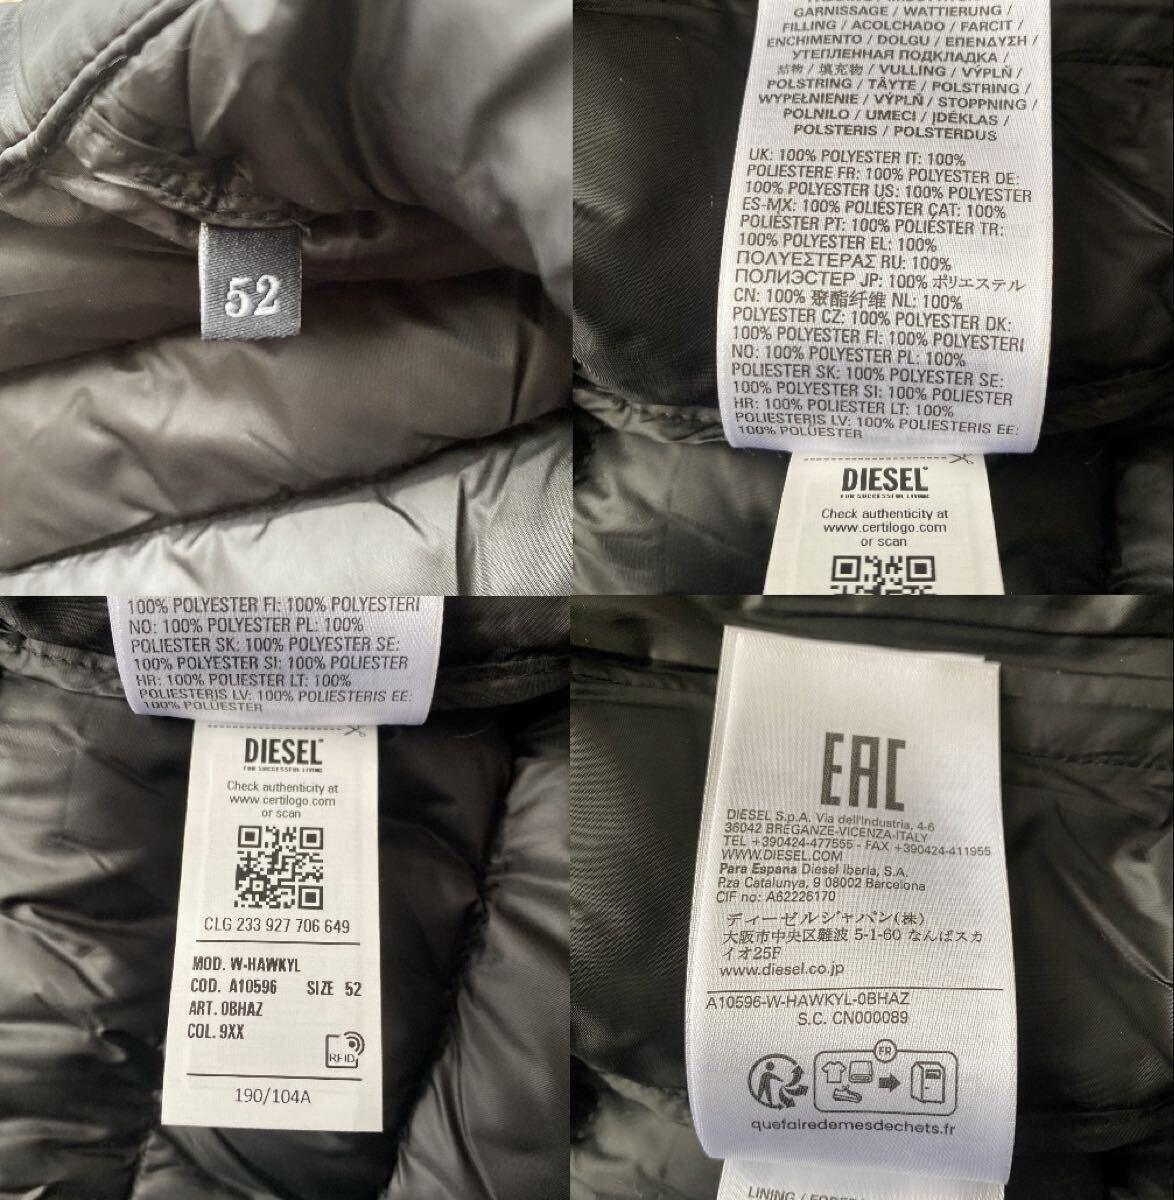 52
GARNISSAGE / WATTIERUNG /
FILLING / ACOLCHADO / FARCIT /
ENCHIMENTO / DOLGU / ΕΠΕΝΔΥΣΗ /
УТЕПЛЕННАЯ ПОДКЛАДКА /
/ 填充物 / VULLING / VÝPLŇ /
POLSTRING / TÄYTE / POLSTRING /
WYPEŁNIENIE / VÝPLŇ / STOPPNING /
POLNILO / UMECI / ĮDĖKLAS /
POLSTERIS / POLSTERDUS
UK: 100% POLYESTER IT: 100%
POLIESTERE FR: 100% POLYESTER DE:
100% POLYESTER US: 100% POLYESTER
ES-MX: 100% POLIÉSTER CAT: 100%
POLIÈSTER PT: 100% POLIÉSTER TR:
100% POLYESTER EL: 100%
ΠΟΛΥΕΣΤΕΡΑΣ RU: 100%
ПОЛИЭСТЕР JP: 100% ポリエステル
CN: 100% 聚酯纤维 NL: 100%
POLYESTER CZ: 100% POLYESTER DK:
100% POLYESTER FI: 100% POLYESTERI
NO: 100% POLYESTER PL: 100%
POLIESTER SK: 100% POLYESTER SE:
100% POLYESTER SI: 100% POLIESTER
HR: 100% POLIESTER LT: 100%
POLIESTERIS LV: 100% POLIESTERIS EE:
100% POLÜESTER
DIESEL
FOR SUCCESSFUL LIVING
Check authenticity at
www.certilogo.com
or scan
100% POLYESTER FI: 100% POLYESTERI
NO: 100% POLYESTER PL: 100%
POLIESTER SK: 100% POLYESTER SE:
100% POLYESTER SI: 100% POLIESTER
HR: 100% POLIESTER LT: 100%
POLIESTERIS LV: 100% POLIESTERIS EE:
100% POLÜESTER
DIESEL
FOR SUCCESSFUL LIVING
Check authenticity at
www.certilogo.com
or scan
CLG 233 927 706 649
MOD. W-HAWKYL
COD. A10596 SIZE 52
ART. 0BHAZ
COL. 9XX
RFID
190/104A
EAC
DIESEL S.p.A. Via dell'Industria, 4-6
36042 BREGANZE-VICENZA-ITALY
TEL +390424-477555 - FAX +390424-411955
WWW.DIESEL.COM
Para Espana Diesel Iberia, S.A.
P.za Catalunya, 9 08002 Barcelona
CIF no: A62226170
ディーゼルジャパン(株)
大阪市中央区難波 5-1-60 なんばスカ
イオ25F
www.diesel.co.jp
A10596-W-HAWKYL-0BHAZ
S.C. CN000089
FR
quefairedemesdechets.fr
LINING /